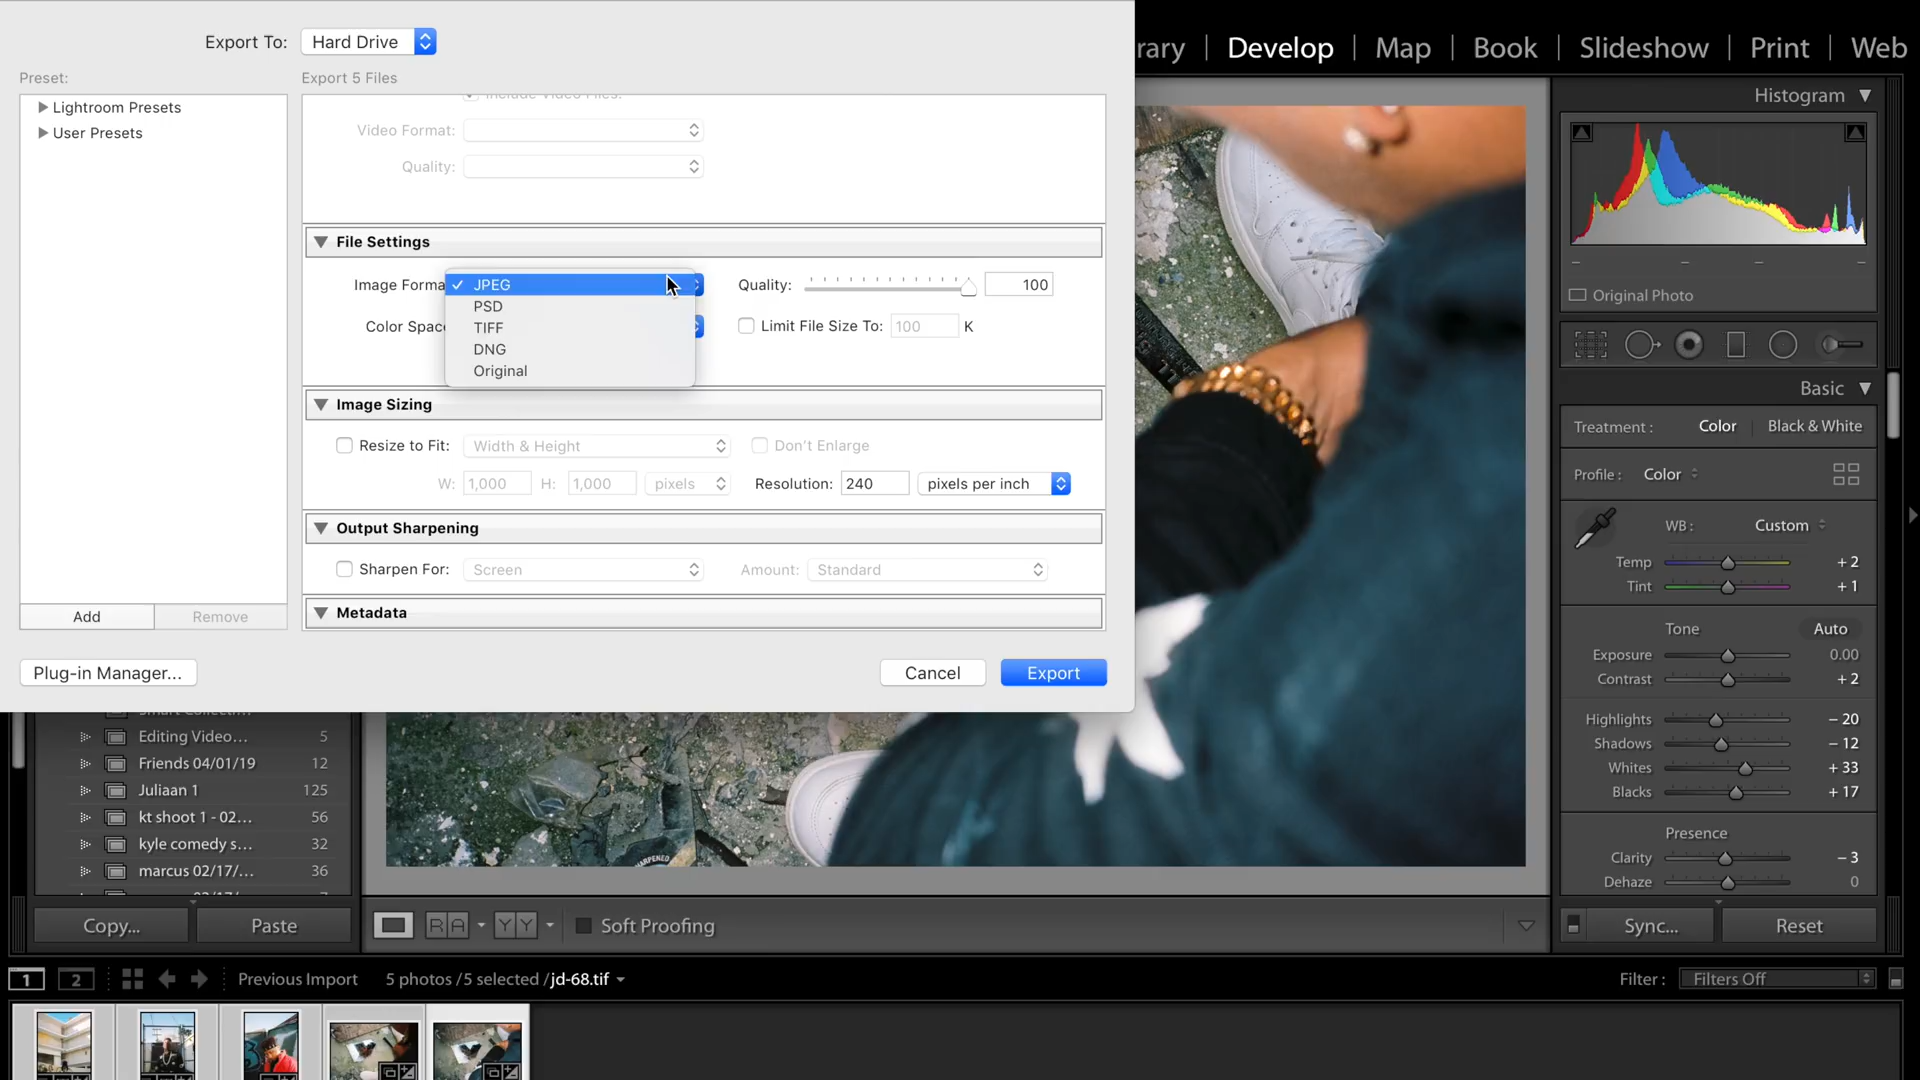 Export To: Hard Drive
rary | Develop | Map | Book | Slideshow | Print | Web
Preset:
Export 5 Files
Lightroom Presets
User Presets
Include Video Files:
Video Format:
Quality:
File Settings
Image Forma
JPEG
PSD
TIFF
DNG
Original
Quality: 100
Color Spac
Limit File Size To: 100 K
Image Sizing
Resize to Fit: Width & Height Don't Enlarge
W: 1,000 H: 1,000 pixels Resolution: 240 pixels per inch
Output Sharpening
Sharpen For: Screen Amount: Standard
Metadata
Add Remove
Plug-in Manager... Cancel Export
Histogram
Original Photo
Basic
Treatment : Color Black & White
Profile : Color
WB : Custom
Temp + 2
Tint + 1
Tone Auto
Exposure 0.00
Contrast + 2
Highlights – 20
Shadows – 12
Whites + 33
Blacks + 17
Presence
Clarity – 3
Dehaze 0
Smart Collecti...
Editing Video... 5
Friends 04/01/19 12
Juliaan 1 125
kt shoot 1 - 02... 56
kyle comedy s... 32
marcus 02/17/... 36
SHARPENED
Copy... Paste
R A Y Y Soft Proofing
Sync... Reset
1 2 Previous Import 5 photos /5 selected /jd-68.tif
Filter : Filters Off